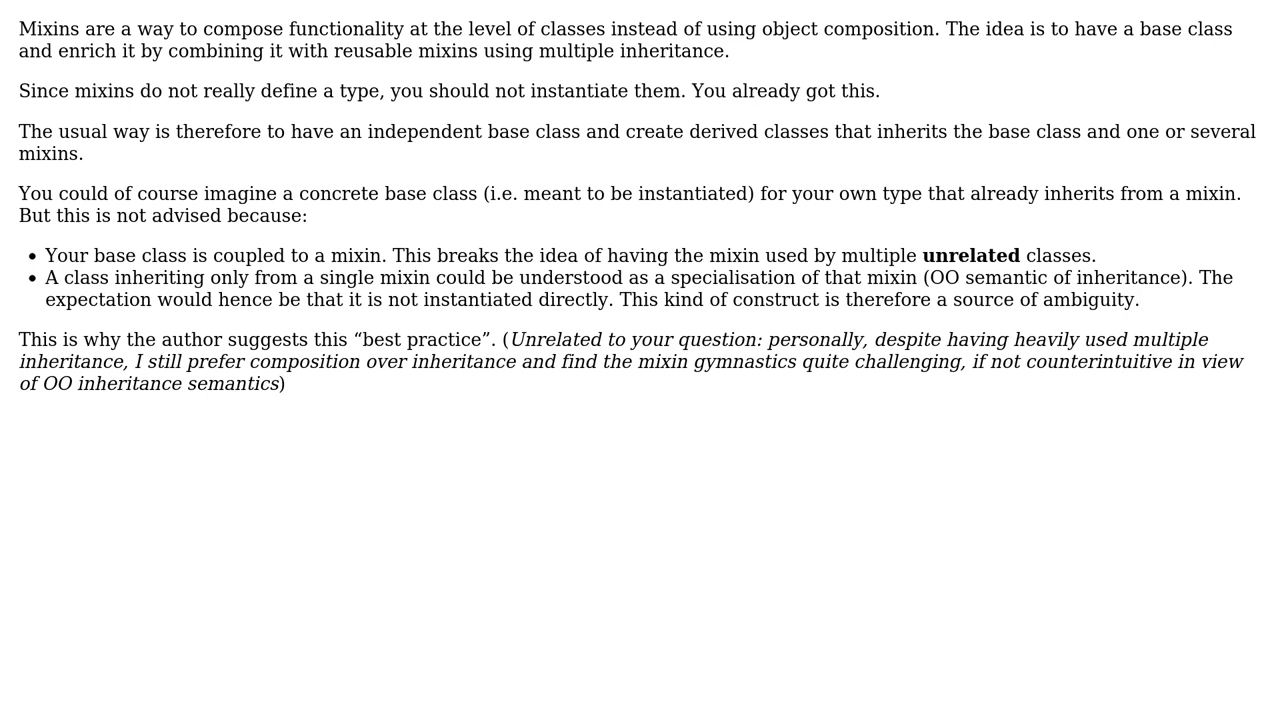 Mixins are a way to compose functionality at the level of classes instead of using object composition. The idea is to have a base class
and enrich it by combining it with reusable mixins using multiple inheritance.
Since mixins do not really define a type, you should not instantiate them. You already got this.
The usual way is therefore to have an independent base class and create derived classes that inherits the base class and one or several
mixins.
You could of course imagine a concrete base class (i.e. meant to be instantiated) for your own type that already inherits from a mixin.
But this is not advised because:
• Your base class is coupled to a mixin. This breaks the idea of having the mixin used by multiple unrelated classes.
• A class inheriting only from a single mixin could be understood as a specialisation of that mixin (OO semantic of inheritance). The
expectation would hence be that it is not instantiated directly. This kind of construct is therefore a source of ambiguity.
This is why the author suggests this “best practice”. (Unrelated to your question: personally, despite having heavily used multiple
inheritance, I still prefer composition over inheritance and find the mixin gymnastics quite challenging, if not counterintuitive in view
of OO inheritance semantics)